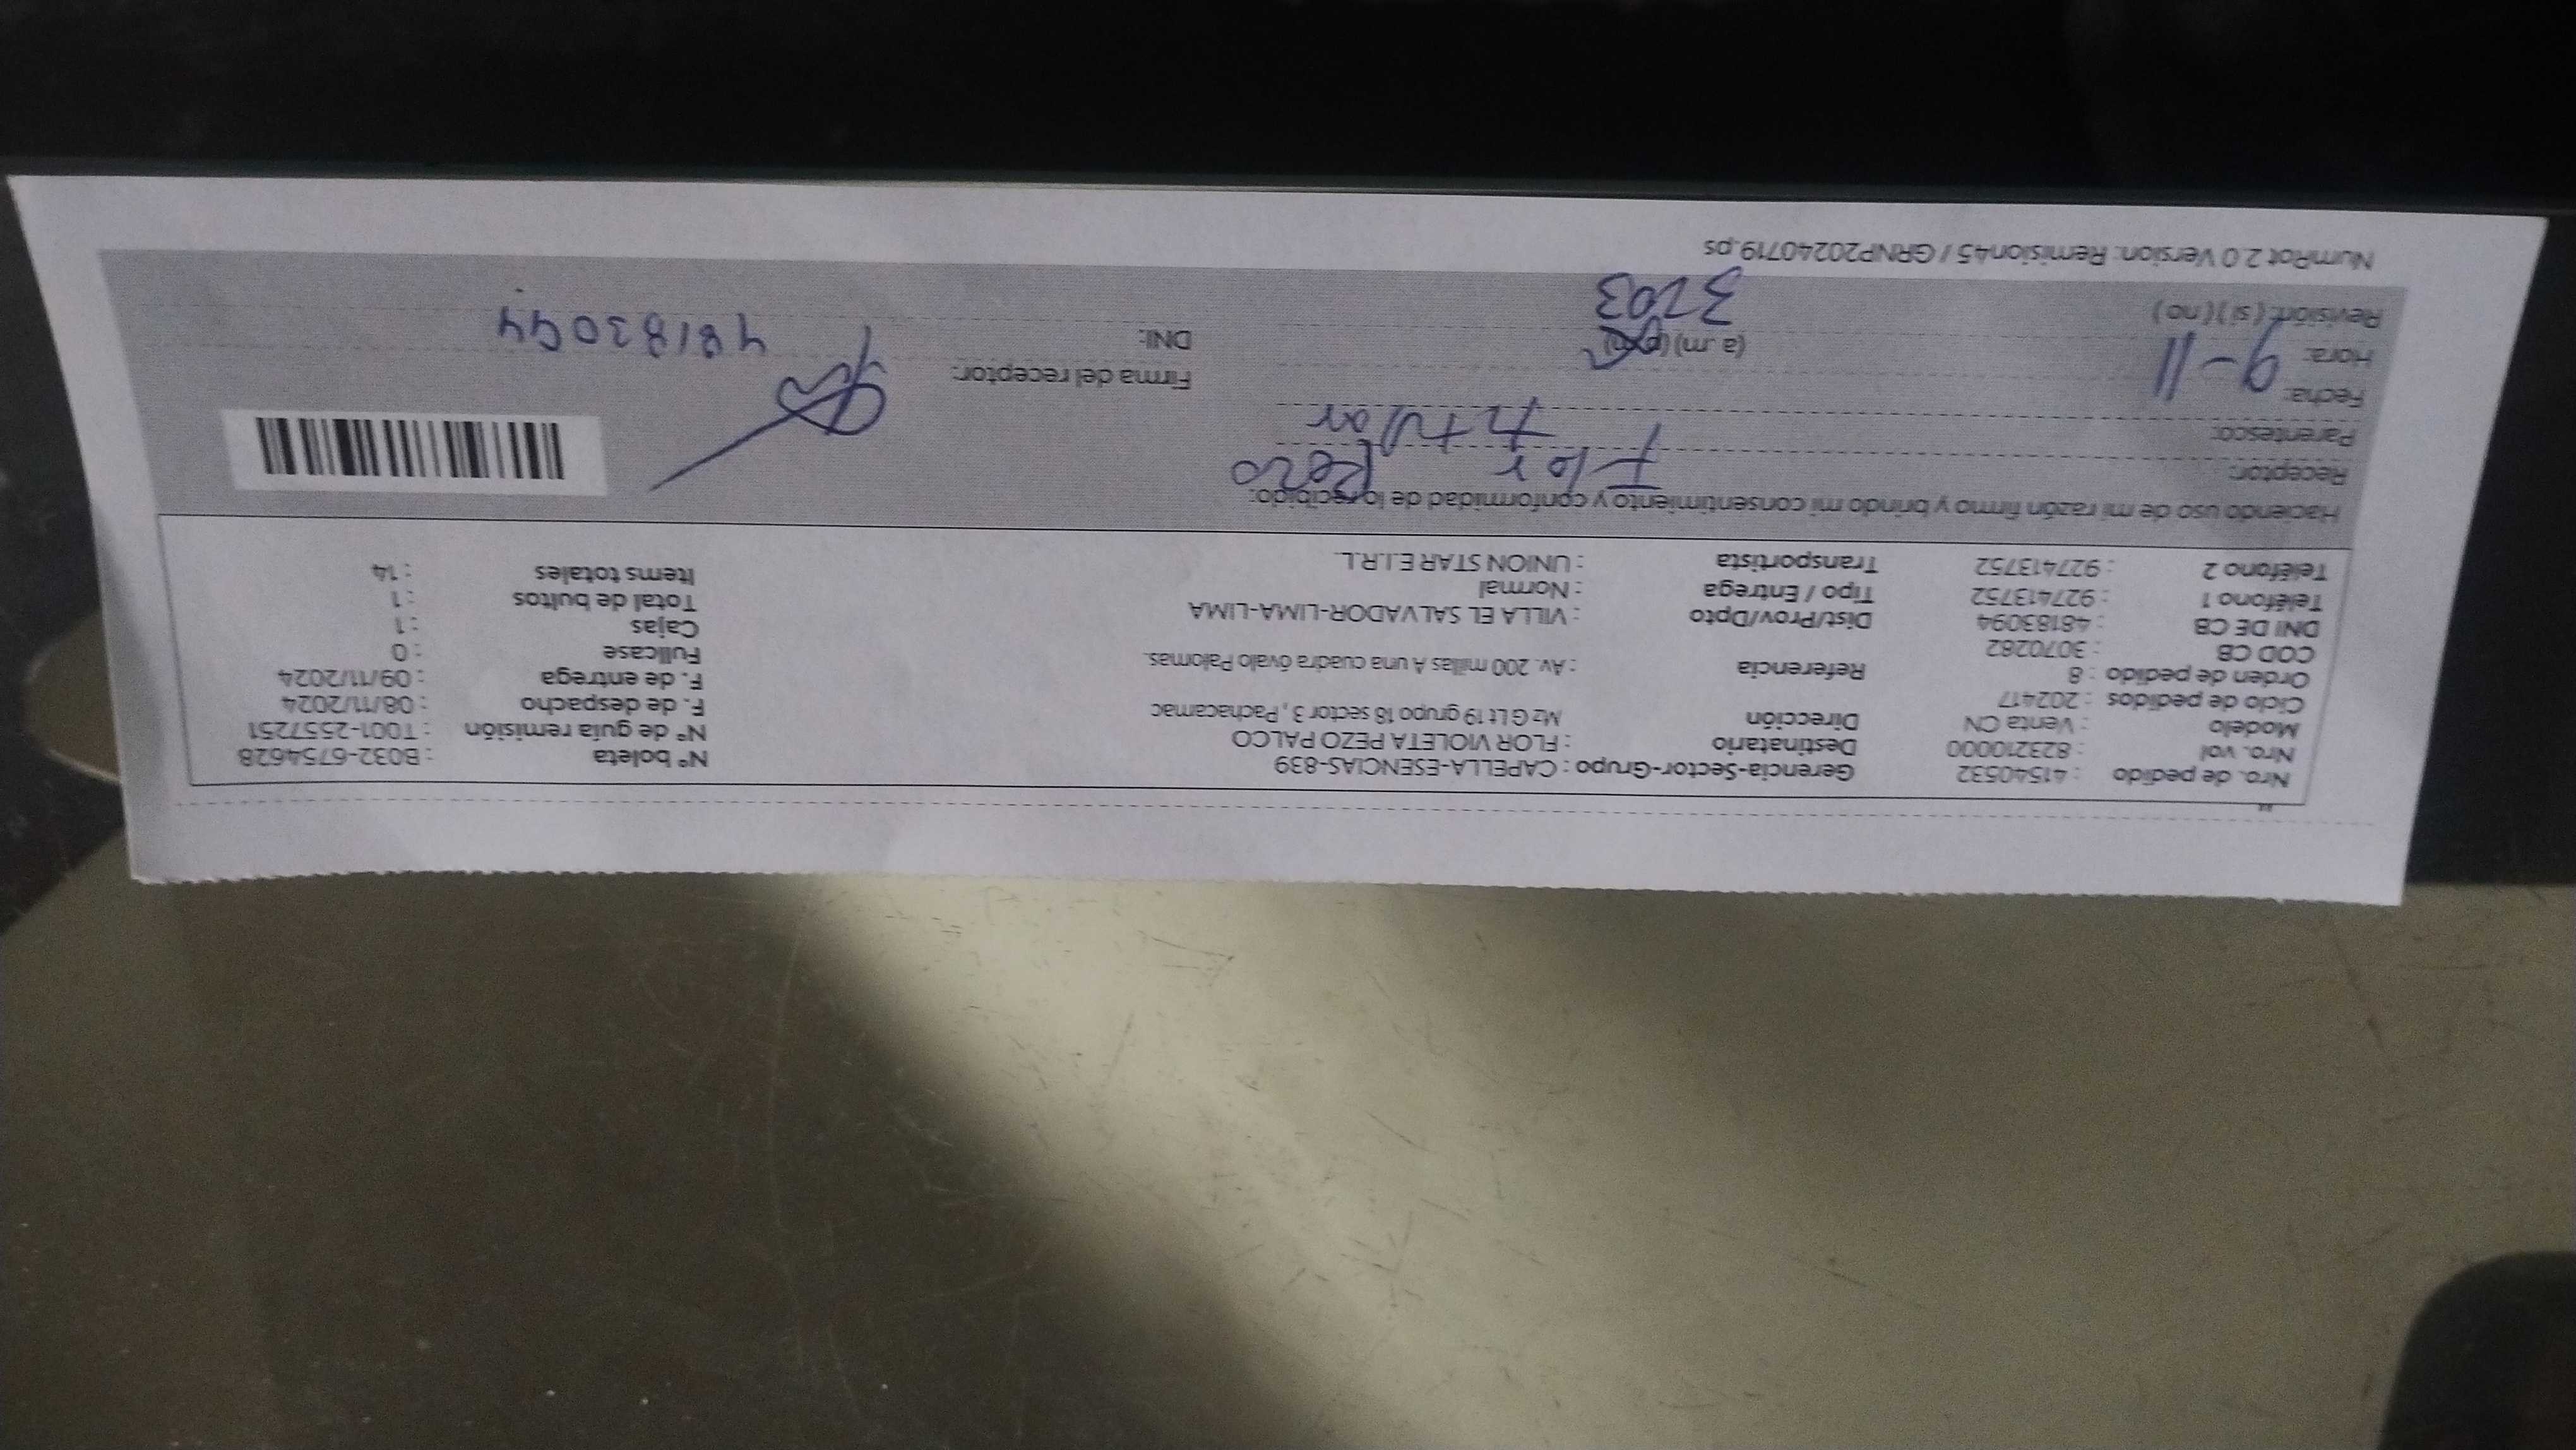 Nro. de pedido : 41540532 Gerencia-Sector-Grupo : CAPELLA-ESENCIAS-839 N° boleta : B032-6754628
Nro. vol : 823210000 Destinatario : FLOR VIOLETA PEZO PALCO N° de guía remisión : T001-2557251
Modelo : Venta CN Dirección Mz G Lt 19 grupo 18 sector 3, Pachacamac F. de despacho : 08/11/2024
Ciclo de pedidos : 202417 F. de entrega : 09/11/2024
Orden de pedido : 8 Referencia : Av. 200 millas A una cuadra óvalo Palomas. Fullcase : 0
COD CB : 3070282 Cajas : 1
DNI DE CB : 48183094 Dist/Prov/Dpto : VILLA EL SALVADOR-LIMA-LIMA Total de bultos : 1
Teléfono 1 : 927413752 Tipo / Entrega : Normal Items totales : 14
Teléfono 2 : 927413752 Transportista : UNION STAR E.I.R.L.
Haciendo uso de mi razón firmo y brindo mi consentimiento y conformidad de lo recibido:
Receptor: Flor Pezo
Parentesco: titular
Fecha: 9-11 Firma del receptor:
Hora: (a .m) (p.m) DNI: 48183094
Revisión: ( si ) ( no ) 3203
NumRot 2.0 Version: Remision45 / GRNP20240719.ps